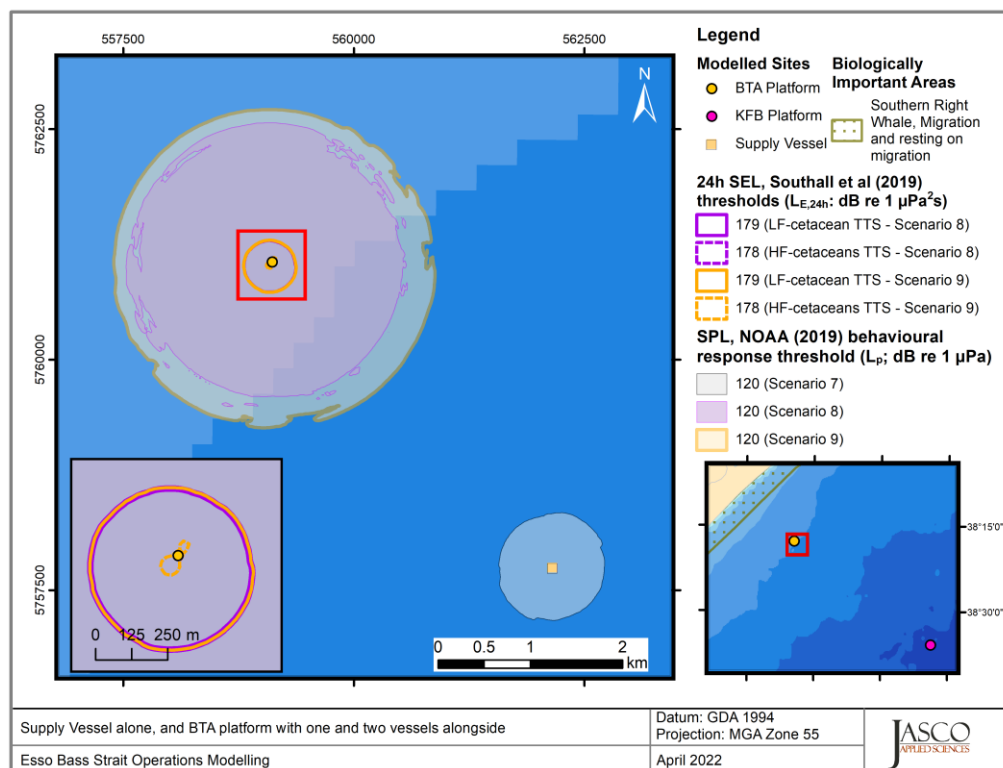 557500
560000
562500
5762500
5760000
5757500
N
0 125 250 m
0 0.5 1 2
km
Legend
Modelled Sites
BTA Platform
KFB Platform
Supply Vessel
Biologically
Important Areas
Southern Right
Whale, Migration
and resting on
migration
24h SEL, Southall et al (2019)
thresholds (LE,24h: dB re 1 µPa²s)
179 (LF-cetacean TTS - Scenario 8)
178 (HF-cetaceans TTS - Scenario 8)
179 (LF-cetacean TTS - Scenario 9)
178 (HF-cetaceans TTS - Scenario 9)
SPL, NOAA (2019) behavioural
response threshold (Lp; dB re 1 µPa)
120 (Scenario 7)
120 (Scenario 8)
120 (Scenario 9)
-38°15'0"
-38°30'0"
Supply Vessel alone, and BTA platform with one and two vessels alongside
Esso Bass Strait Operations Modelling
Datum: GDA 1994
Projection: MGA Zone 55
April 2022
JASCO
APPLIED SCIENCES